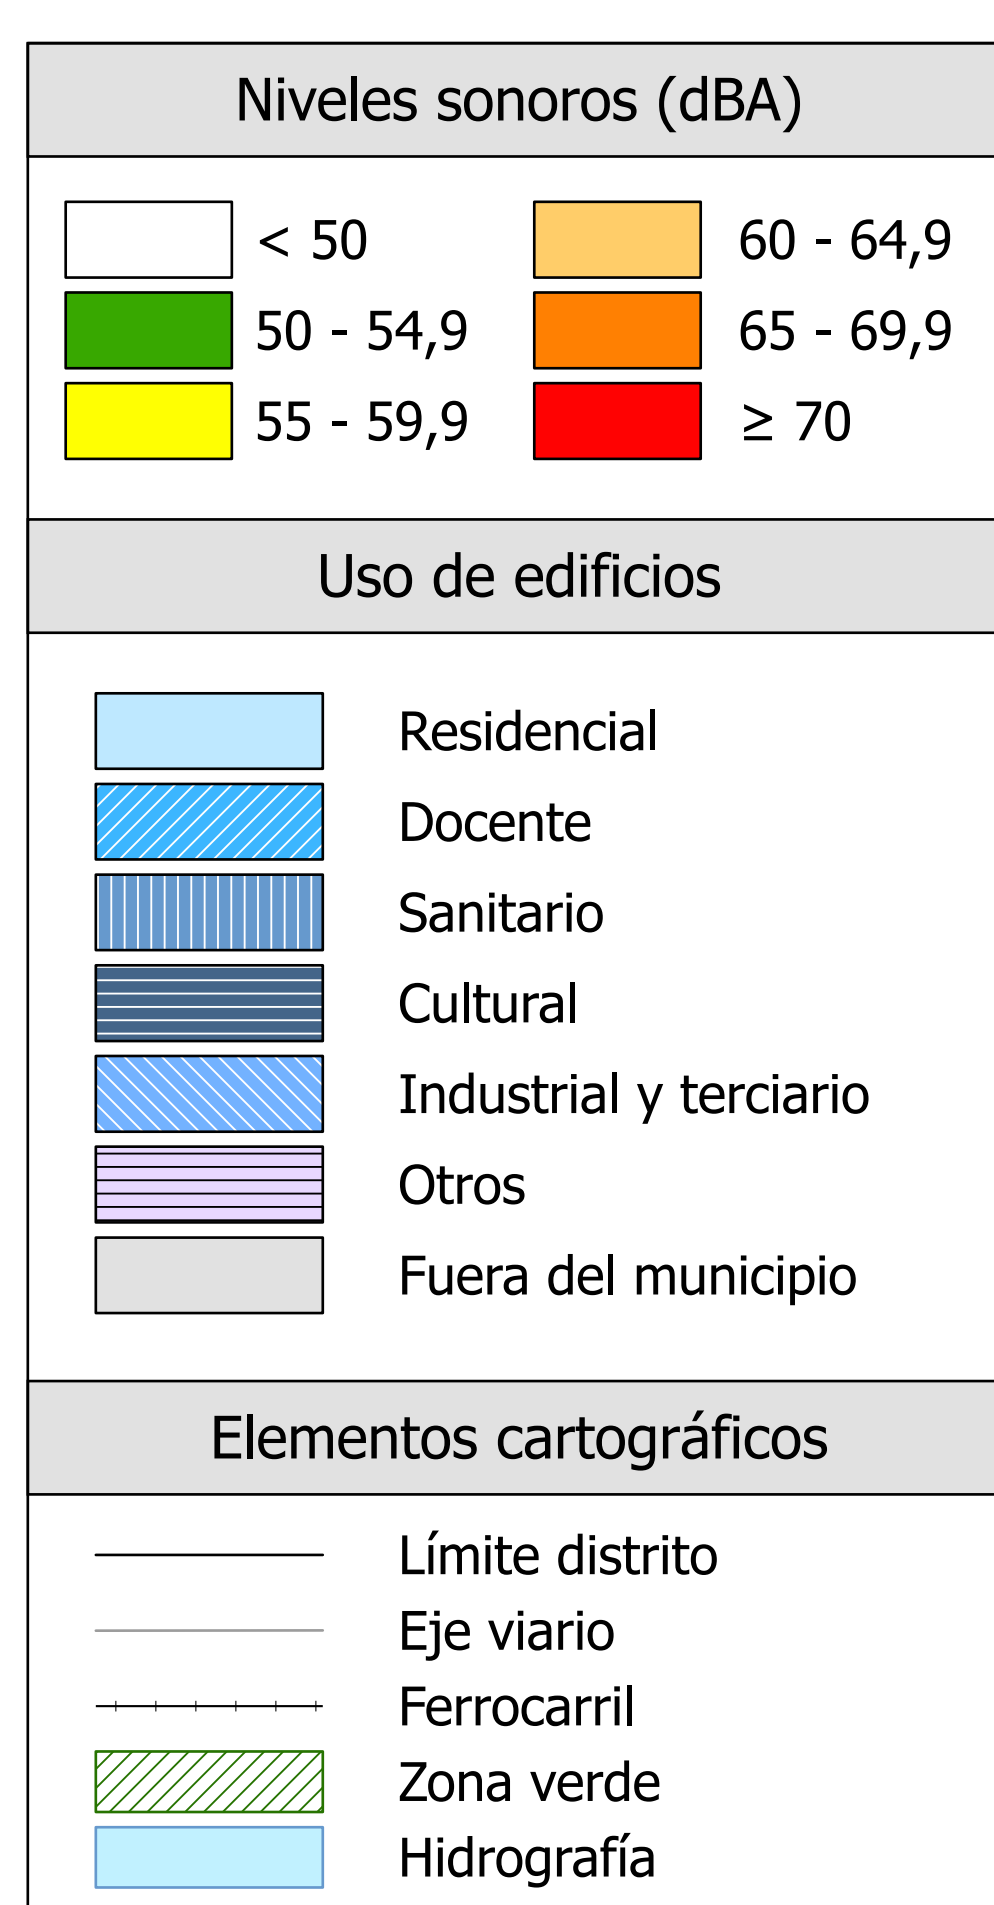 Niveles sonoros (dBA)
< 50
60 - 64,9
50 - 54,9
65 - 69,9
55 - 59,9
≥ 70
Uso de edificios
Residencial
Docente
Sanitario
Cultural
Industrial y terciario
Otros
Fuera del municipio
Elementos cartográficos
Límite distrito
Eje viario
Ferrocarril
Zona verde
Hidrografía